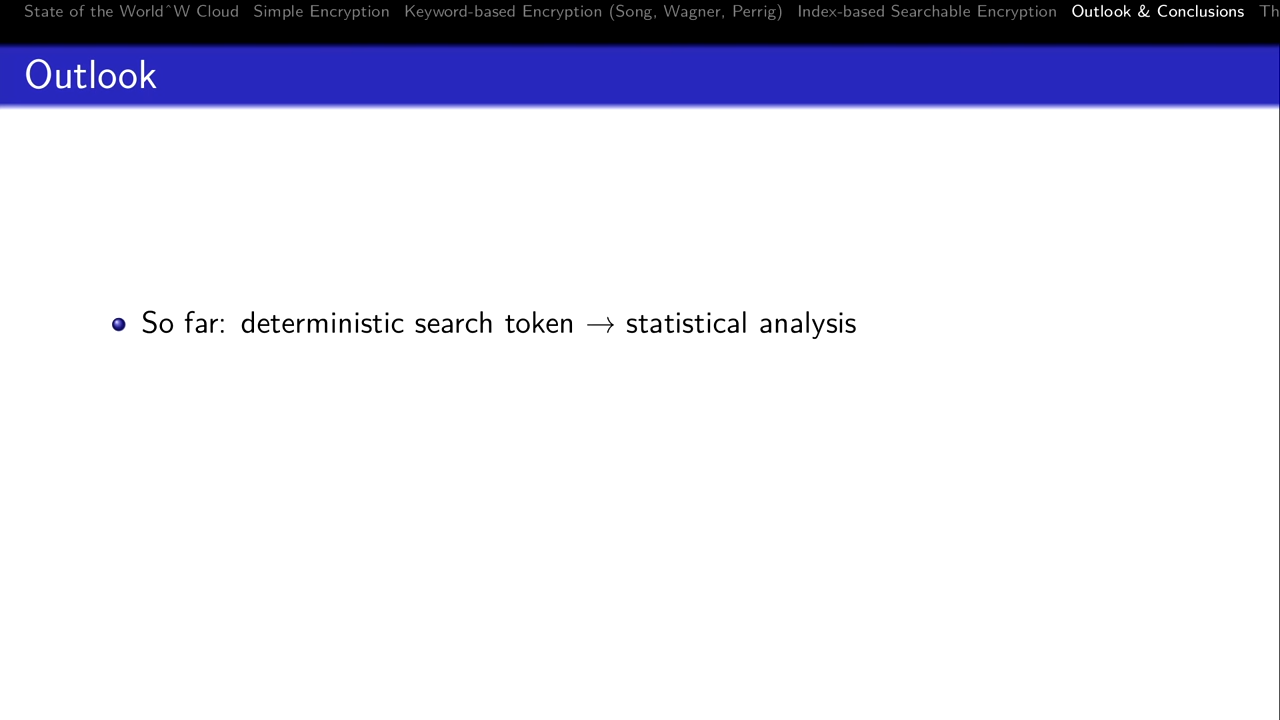 State of the World^W Cloud Simple Encryption Keyword-based Encryption (Song, Wagner, Perrig) Index-based Searchable Encryption Outlook & Conclusions Th
Outlook
So far: deterministic search token → statistical analysis